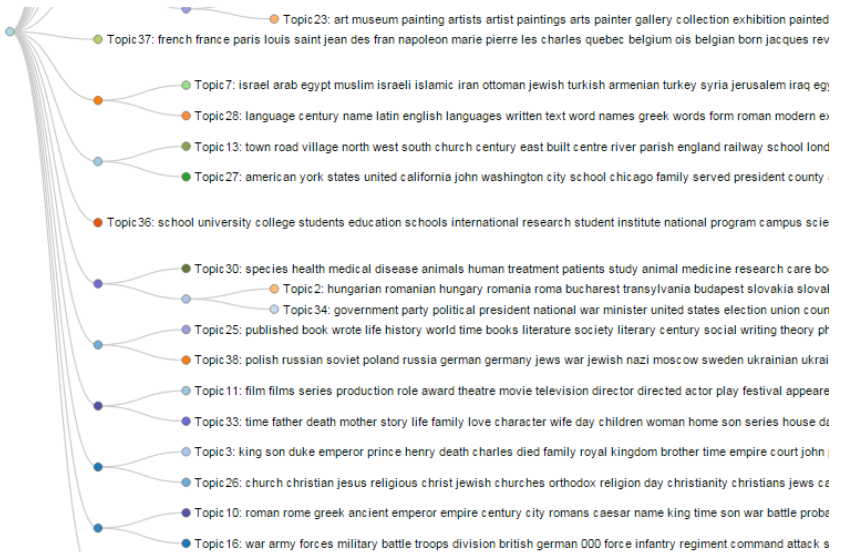 Topic23: art museum painting artists artist paintings arts painter gallery collection exhibition painted
Topic37: french france paris louis saint jean des fran napoleon marie pierre les charles quebec belgium ois belgian born jacques rev
Topic7: israel arab egypt muslim israeli islamic iran ottoman jewish turkish armenian turkey syria jerusalem iraq
Topic28: language century name latin english languages written text word names greek words form roman modern
Topic13: town road village north west south church century east built centre river parish england railway school lond
Topic27: american york states united california john washington city school chicago family served president county
Topic36: school university college students education schools international research student institute national program campus scie
Topic30: species health medical disease animals human treatment patients study animal medicine research care
Topic2: hungarian romanian hungary romania roma bucharest transylvania budapest slovakia
Topic34: government party political president national war minister united states election union coun
Topic25: published book wrote life history world time books literature society literary century social writing theory
Topic38: polish russian soviet poland russia german germany jews war jewish nazi moscow sweden ukrainian ukrai
Topic11: film films series production role award theatre movie television director directed actor play festival appeare
Topic33: time father death mother story life family love character wife day children woman home son series house
Topic3: king son duke emperor prince henry death charles died family royal kingdom brother time empire court john
Topic26: church christian jesus religious christ jewish churches orthodox religion day christianity christians jews
Topic10: roman rome greek ancient emperor empire century city romans caesar name king time son war battle proba
Topic16: war army forces military battle troops division british german 000 force infantry regiment command attack s